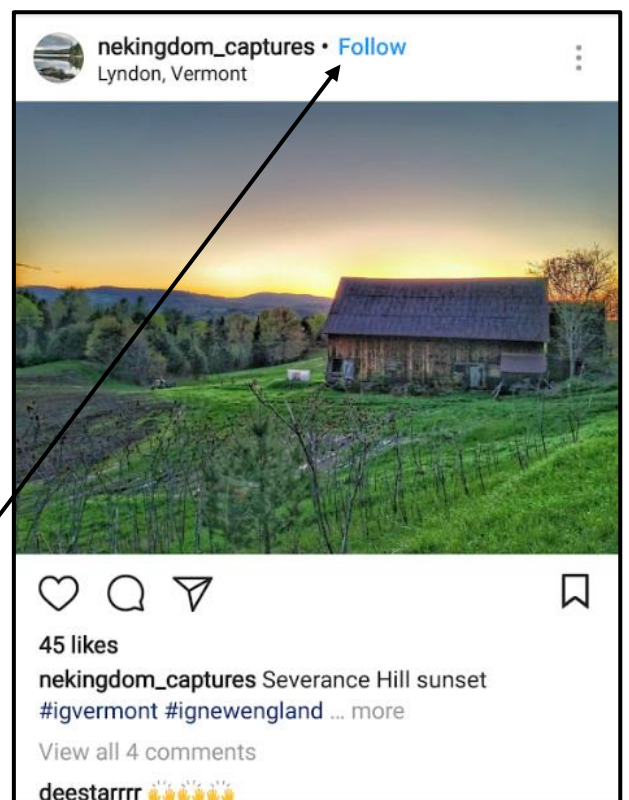 nekingdom_captures • Follow
Lyndon, Vermont
45 likes
nekingdom_captures Severance Hill sunset
#igvermont #ignewengland ... more
View all 4 comments
deestarrrr 🙌🙌🙌🙌